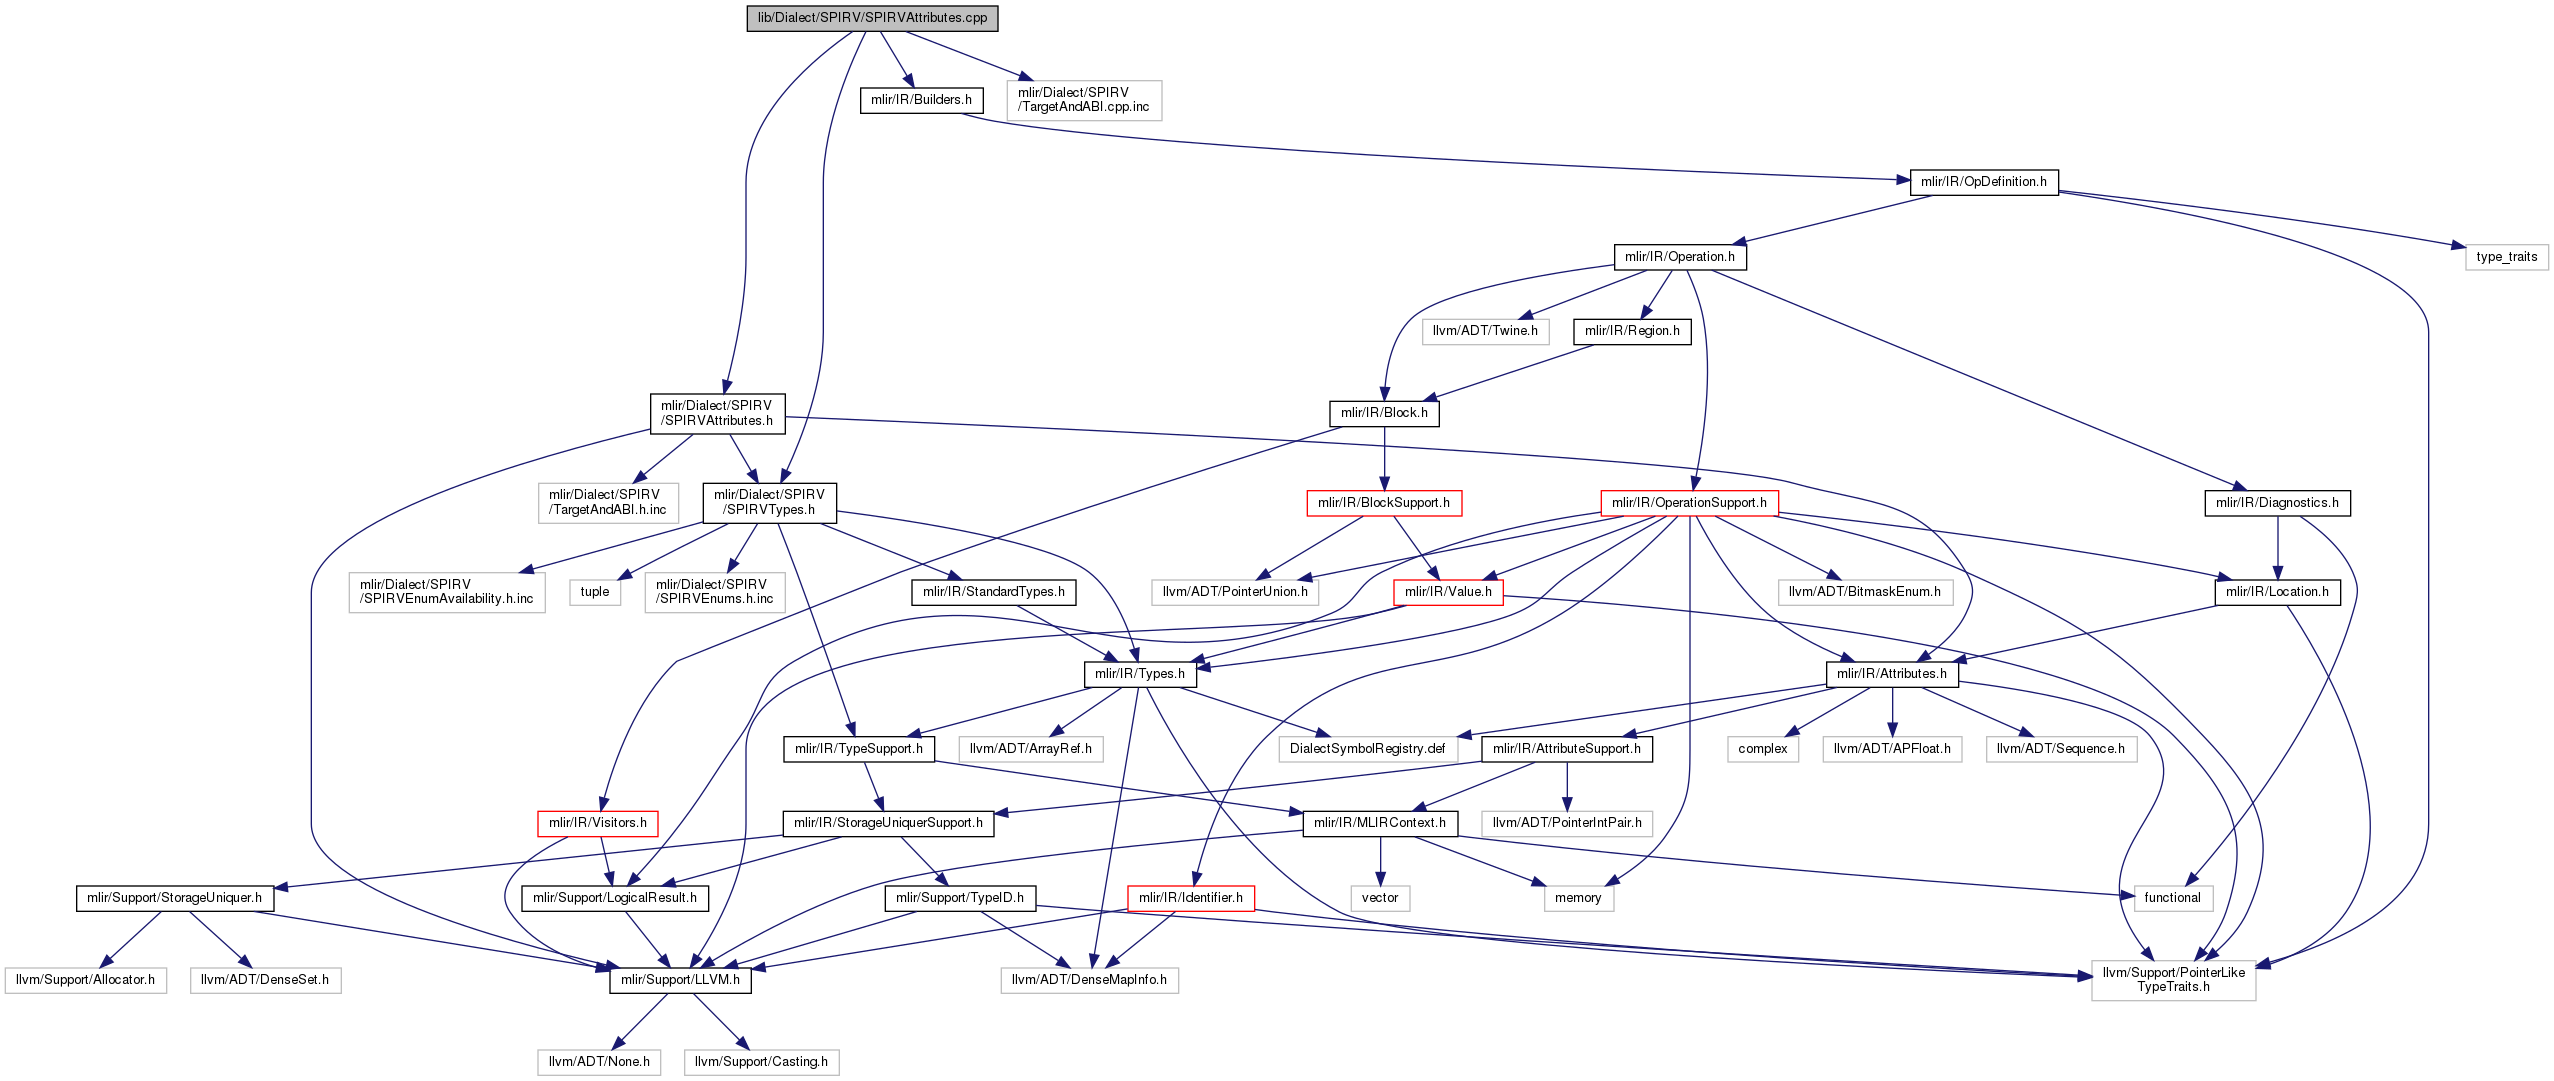 lib/Dialect/SPIRV/SPIRVAttributes.cpp
mlir/IR/Builders.h
mlir/Dialect/SPIRV
/TargetAndABI.cpp.inc
mlir/IR/OpDefinition.h
mlir/IR/Operation.h
type_traits
llvm/ADT/Twine.h
mlir/IR/Region.h
mlir/Dialect/SPIRV
/SPIRVAttributes.h
mlir/IR/Block.h
mlir/Dialect/SPIRV
/TargetAndABI.h.inc
mlir/Dialect/SPIRV
/SPIRVTypes.h
mlir/IR/BlockSupport.h
mlir/IR/OperationSupport.h
mlir/IR/Diagnostics.h
mlir/Dialect/SPIRV
/SPIRVEnumAvailability.h.inc
tuple
mlir/Dialect/SPIRV
/SPIRVEnums.h.inc
mlir/IR/StandardTypes.h
llvm/ADT/PointerUnion.h
mlir/IR/Value.h
llvm/ADT/BitmaskEnum.h
mlir/IR/Location.h
mlir/IR/Types.h
mlir/IR/Attributes.h
mlir/IR/TypeSupport.h
llvm/ADT/ArrayRef.h
DialectSymbolRegistry.def
mlir/IR/AttributeSupport.h
complex
llvm/ADT/APFloat.h
llvm/ADT/Sequence.h
mlir/IR/Visitors.h
mlir/IR/StorageUniquerSupport.h
mlir/IR/MLIRContext.h
llvm/ADT/PointerIntPair.h
mlir/Support/StorageUniquer.h
mlir/Support/LogicalResult.h
mlir/Support/TypeID.h
mlir/IR/Identifier.h
vector
memory
functional
llvm/Support/Allocator.h
llvm/ADT/DenseSet.h
mlir/Support/LLVM.h
llvm/ADT/DenseMapInfo.h
llvm/Support/PointerLike
TypeTraits.h
llvm/ADT/None.h
llvm/Support/Casting.h